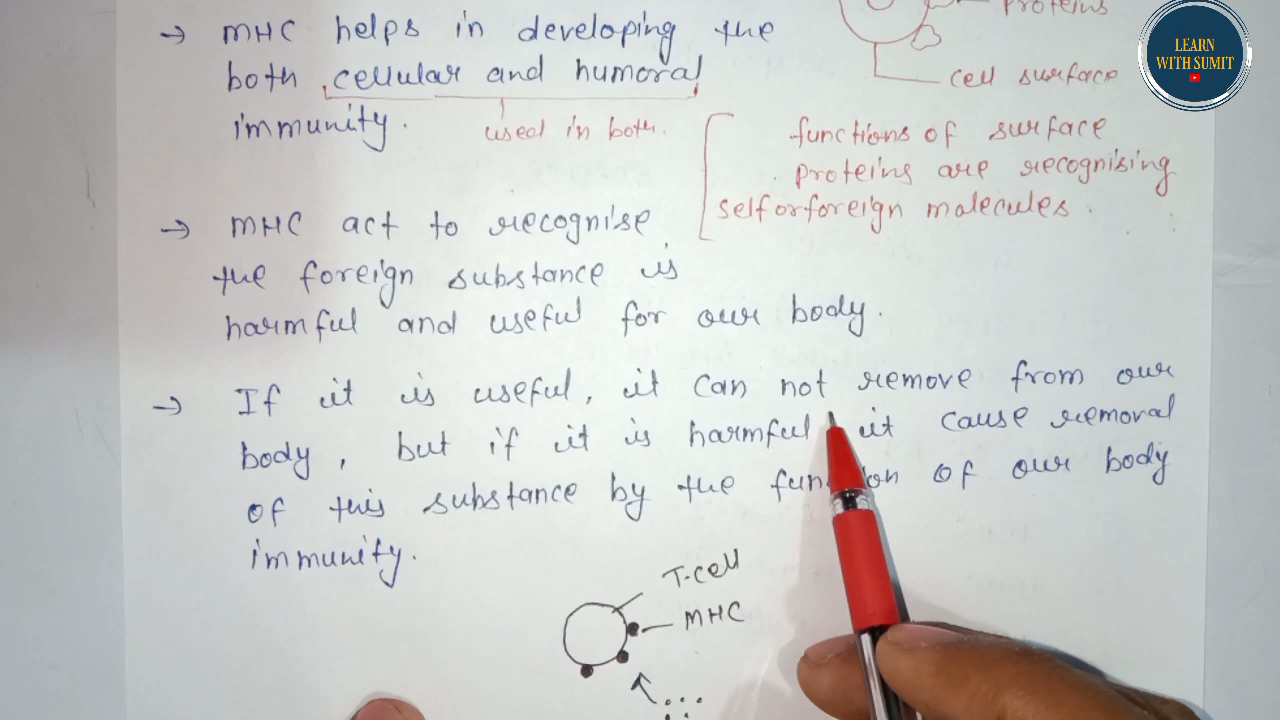 → MHC helps in developing the
both cellular and humoral
immunity.
used in both.
proteins
cell surface
functions of surface
proteins are recognising
self or foreign molecules.
→ MHC act to recognise
the foreign substance is
harmful and useful for our body.
→ If it is useful, it can not remove from our
body, but if it is harmful it cause removal
of this substance by the function of our body
immunity.
T-cell
MHC
LEARN
WITH SUMIT